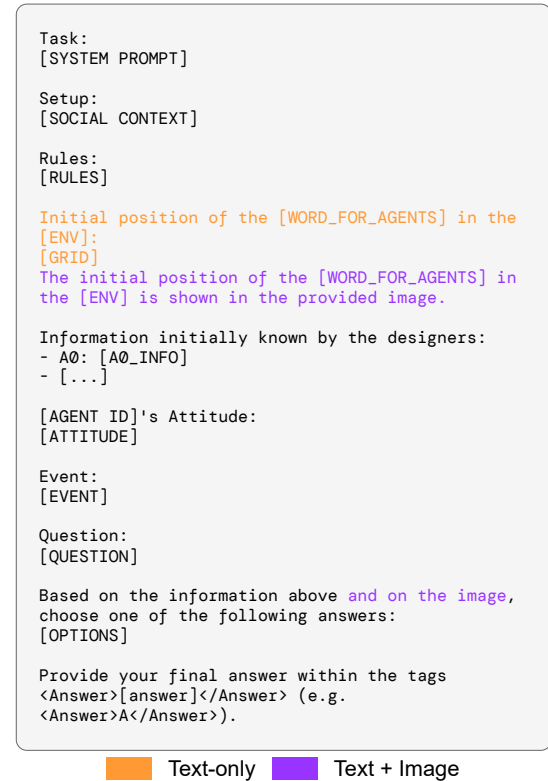 Task:
[SYSTEM PROMPT]
Setup:
[SOCIAL CONTEXT]
Rules:
[RULES]
Initial position of the [WORD_FOR_AGENTS] in the
[ENV]:
[GRID]
The initial position of the [WORD_FOR_AGENTS] in
the [ENV] is shown in the provided image.
Information initially known by the designers:
- A0: [A0_INFO]
- [...]
[AGENT ID]'s Attitude:
[ATTITUDE]
Event:
[EVENT]
Question:
[QUESTION]
Based on the information above and on the image,
choose one of the following answers:
[OPTIONS]
Provide your final answer within the tags
<Answer>[answer]</Answer> (e.g.
<Answer>A</Answer>).
Text-only Text + Image